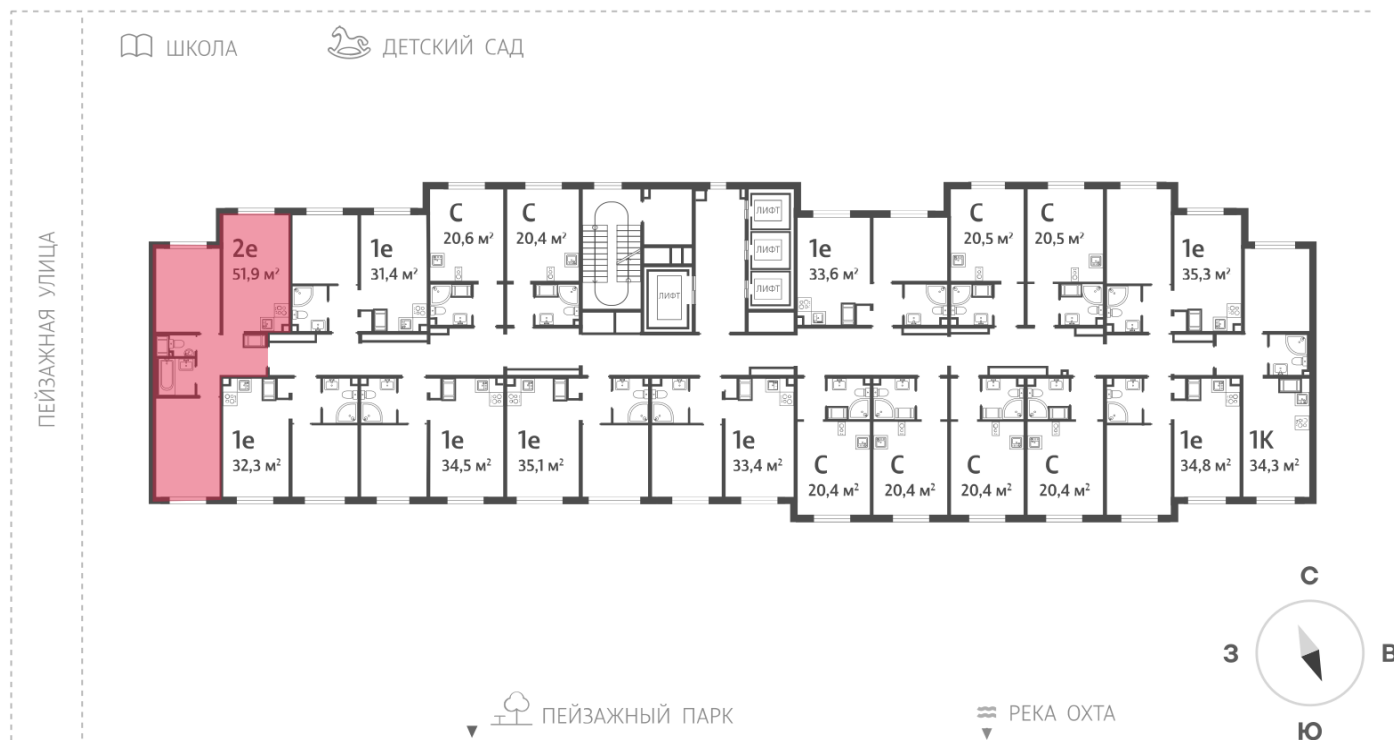 ШКОЛА
ДЕТСКИЙ САД
ПЕЙЗАЖНАЯ УЛИЦА
С
20,6 м²
С
20,4 м²
С
20,5 м²
С
20,5 м²
2е
51,9 м²
1е
31,4 м²
1е
33,6 м²
1е
35,3 м²
ЛИФТ
ЛИФТ
ЛИФТ
ЛИФТ
1е
32,3 м²
1е
34,5 м²
1е
35,1 м²
1е
33,4 м²
С
20,4 м²
С
20,4 м²
С
20,4 м²
С
20,4 м²
1е
34,8 м²
1К
34,3 м²
С
З
В
Ю
ПЕЙЗАЖНЫЙ ПАРК
РЕКА ОХТА